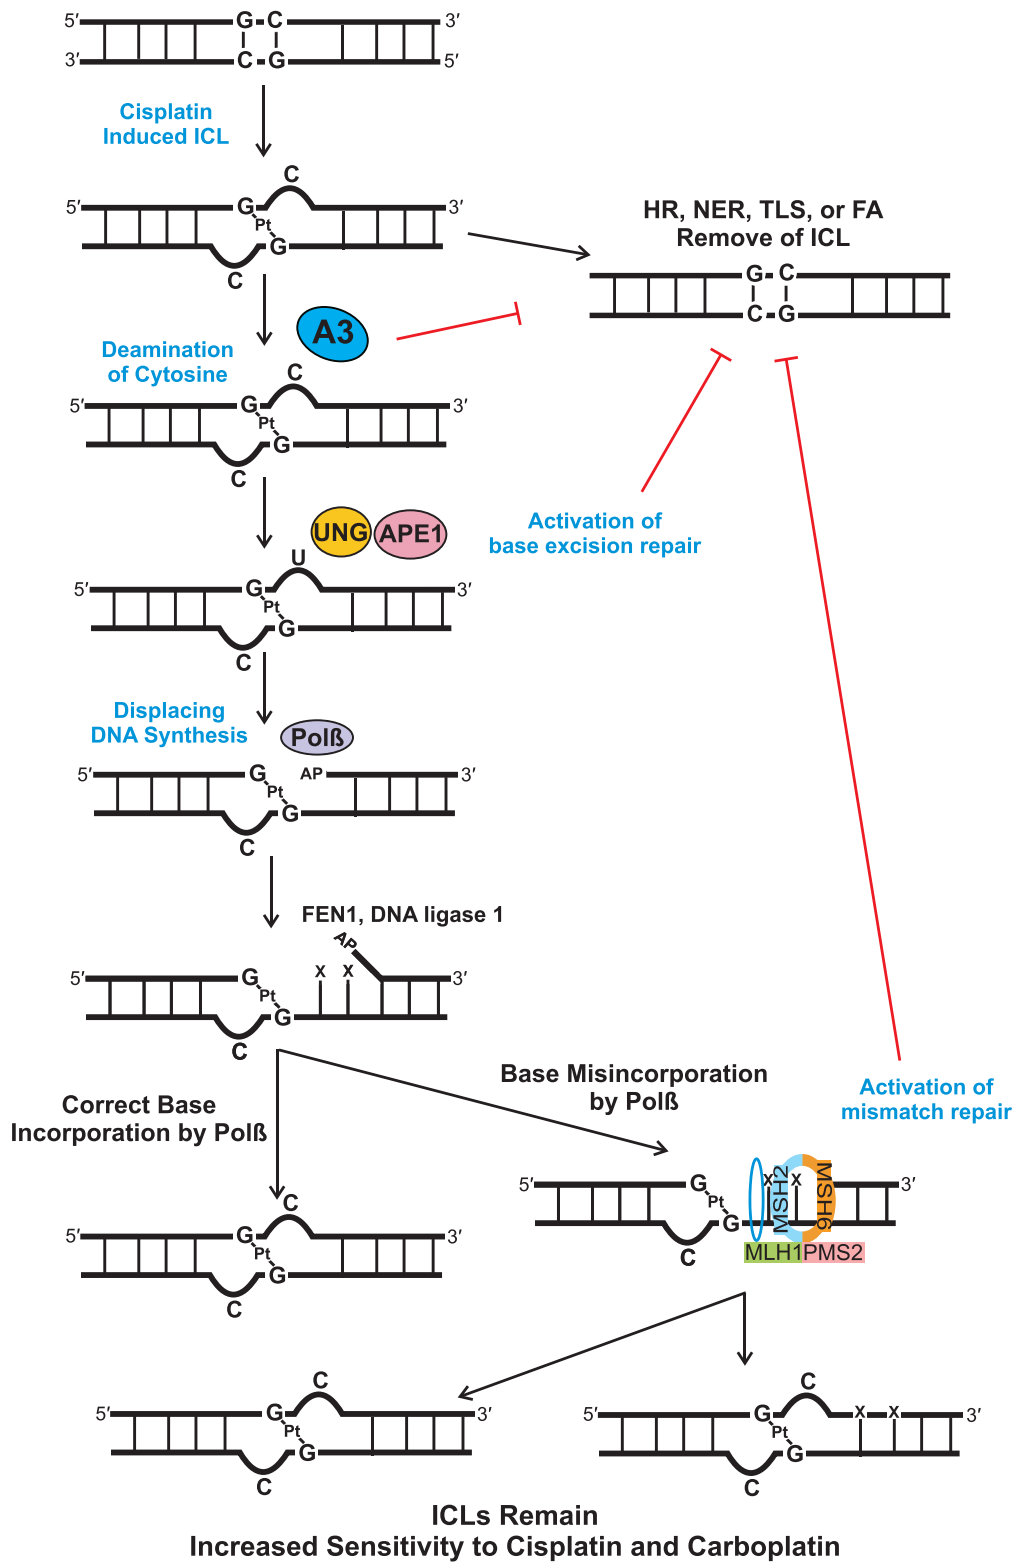 5′ G C 3′
3′ C G 5′
Cisplatin
Induced ICL
C
5′ G 3′
Pt
G
C
HR, NER, TLS, or FA
Remove of ICL
G C
C G
A3
Deamination
of Cytosine
C
5′ G 3′
Pt
G
C
Activation of
base excision repair
UNG APE1
U
5′ G 3′
Pt
G
C
Displacing
DNA Synthesis
Polß
5′ G AP 3′
Pt
G
C
FEN1, DNA ligase 1
AP
X X
5′ G 3′
Pt
G
C
Base Misincorporation
by Polß
Activation of
mismatch repair
Correct Base
Incorporation by Polß
C
5′ G 3′
Pt
G
C
X X
MSH2
MSH6
5′ G 3′
Pt
G
C
MLH1 PMS2
C
5′ G 3′
Pt
G
C
C
5′ G X X 3′
Pt
G
C
ICLs Remain
Increased Sensitivity to Cisplatin and Carboplatin